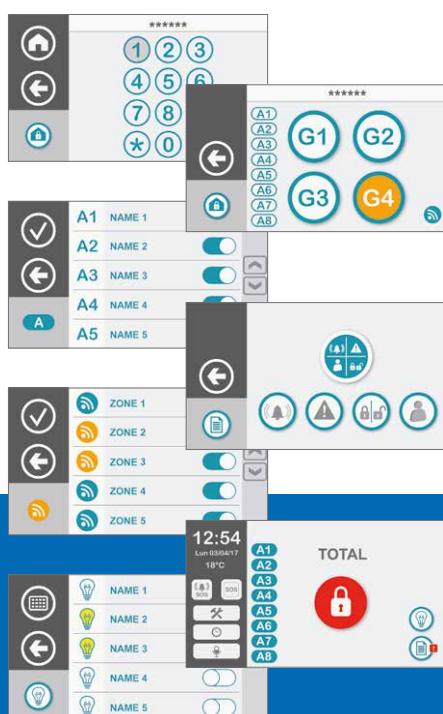 ******
1 2 3
4 5 6
7 8
* 0
******
A1
A2
A3
A4
A5
A6
A7
A8
G1 G2
G3 G4
A1 NAME 1
A2 NAME 2
A3 NAME 3
A4 NAME 4
A5 NAME 5
A
ZONE 1
ZONE 2
ZONE 3
ZONE 4
ZONE 5
12:54
Lun 03/04/17
18°C
SOS SOS
A1
A2
A3
A4
A5
A6
A7
A8
TOTAL
NAME 1
NAME 2
NAME 3
NAME 4
NAME 5